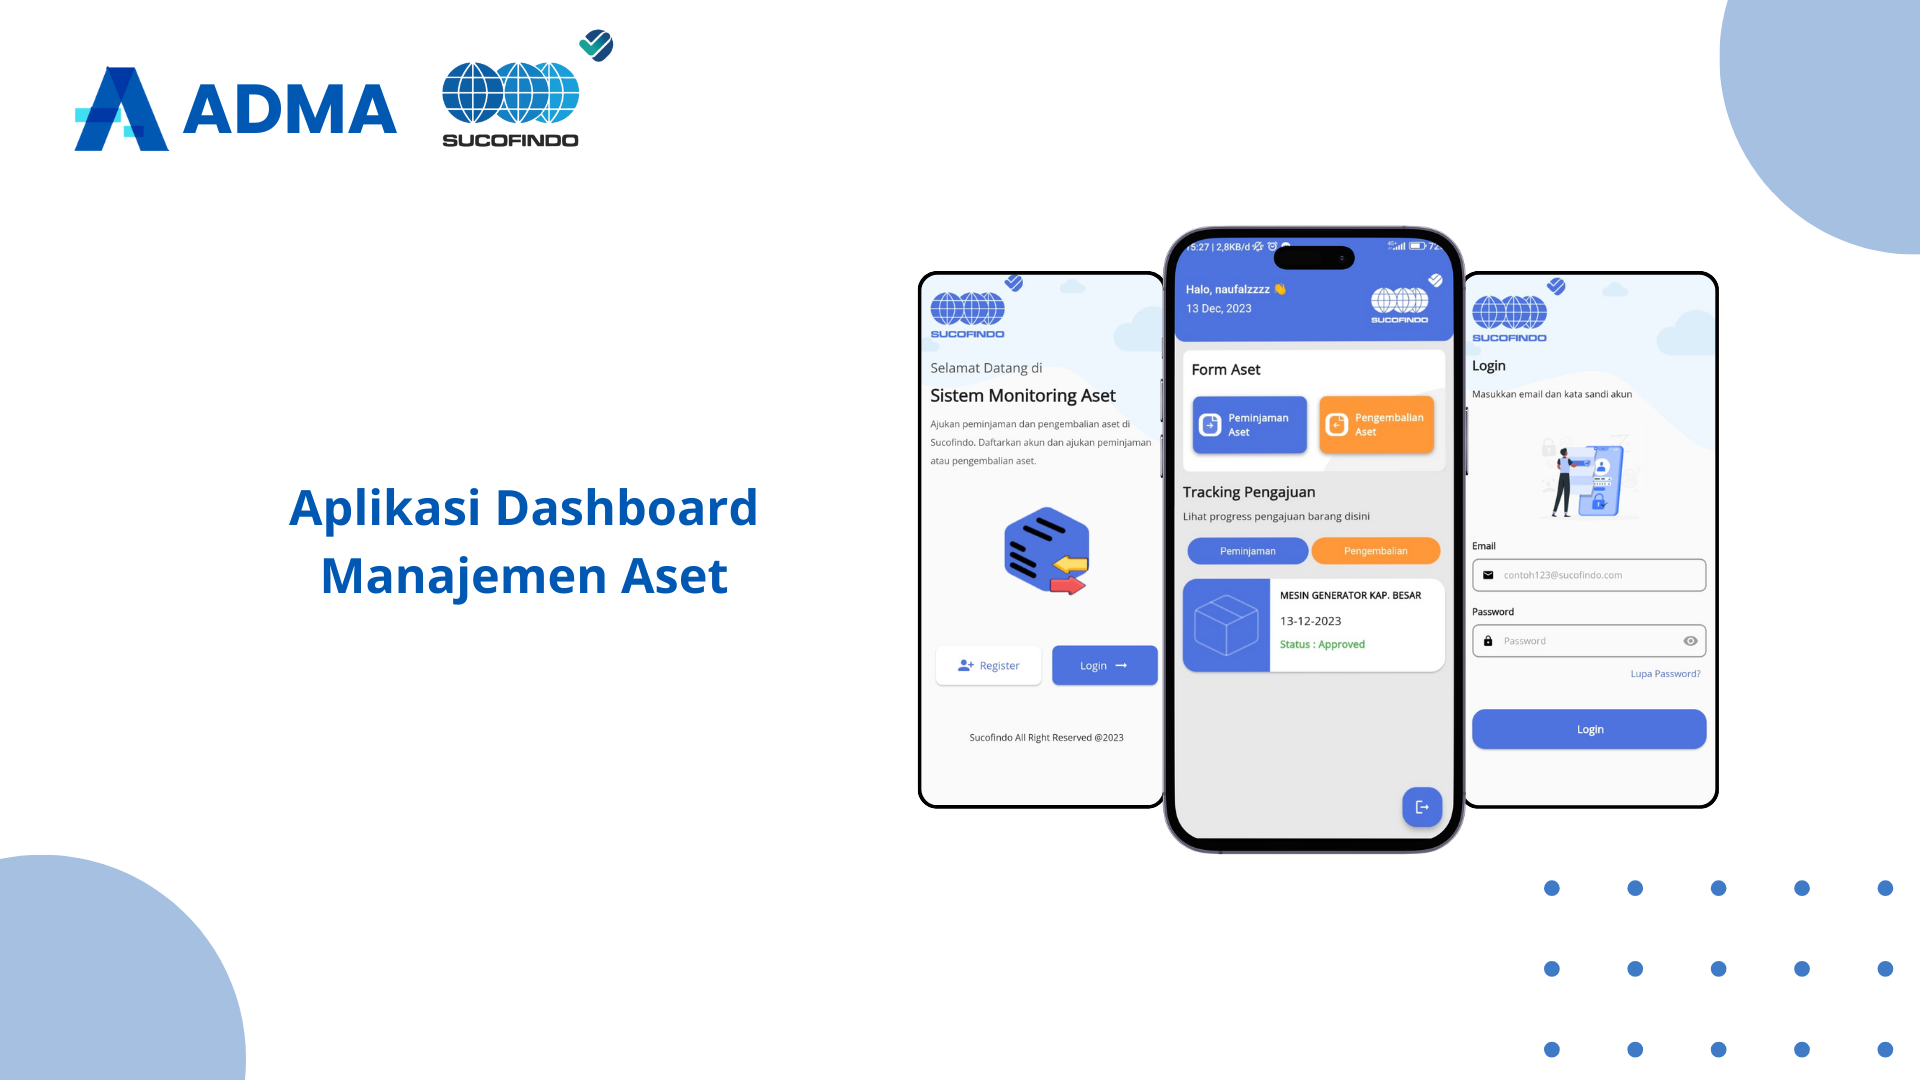 ADMA
SUCOFINDO
Aplikasi Dashboard
Manajemen Aset
SUCOFINDO
Selamat Datang di
Sistem Monitoring Aset
Ajukan peminjaman dan pengembalian aset di
Sucofindo. Daftarkan akun dan ajukan peminjaman
atau pengembalian aset.
Register
Login
Sucofindo All Right Reserved @2023
5:27 | 2,8KB/d
Halo, naufalzzzz 👋
13 Dec, 2023
SUCOFINDO
Form Aset
Peminjaman
Aset
Pengembalian
Aset
Tracking Pengajuan
Lihat progress pengajuan barang disini
Peminjaman
Pengembalian
MESIN GENERATOR KAP. BESAR
13-12-2023
Status : Approved
SUCOFINDO
Login
Masukkan email dan kata sandi akun
Email
contoh123@sucofindo.com
Password
Password
Lupa Password?
Login